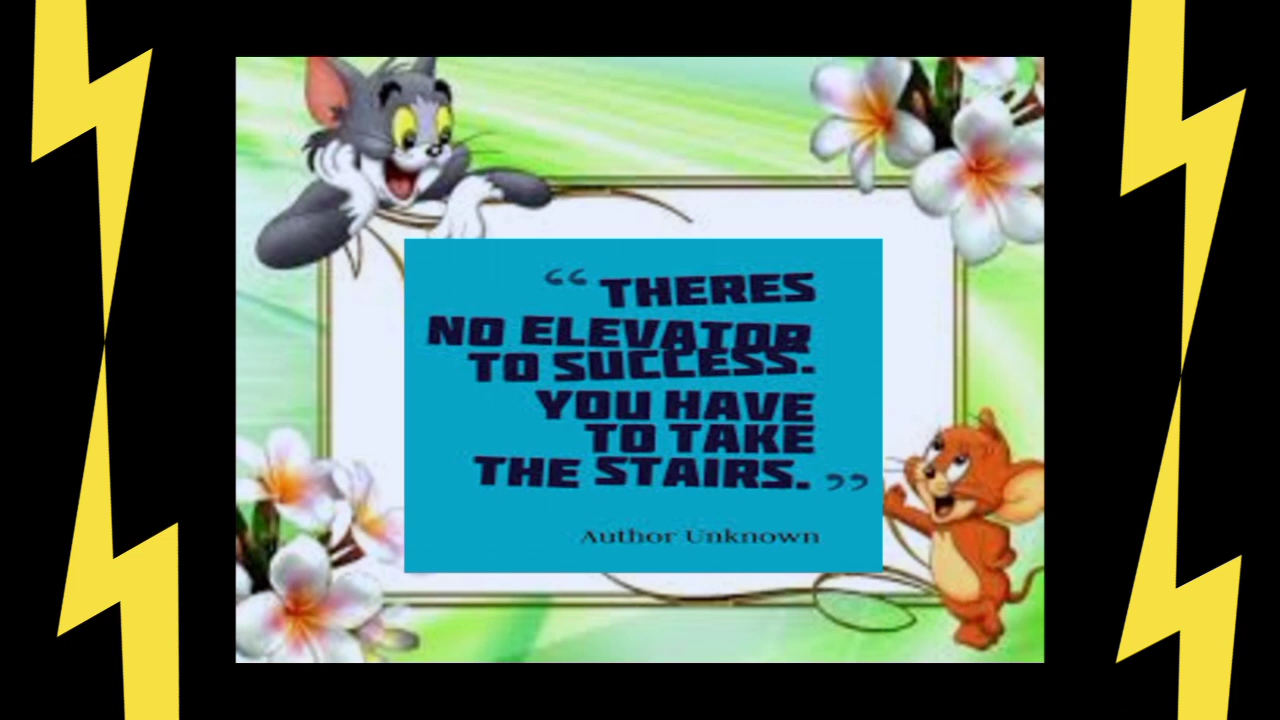 “ THERES
NO ELEVATOR
TO SUCCESS.
YOU HAVE
TO TAKE
THE STAIRS. ”
Author Unknown